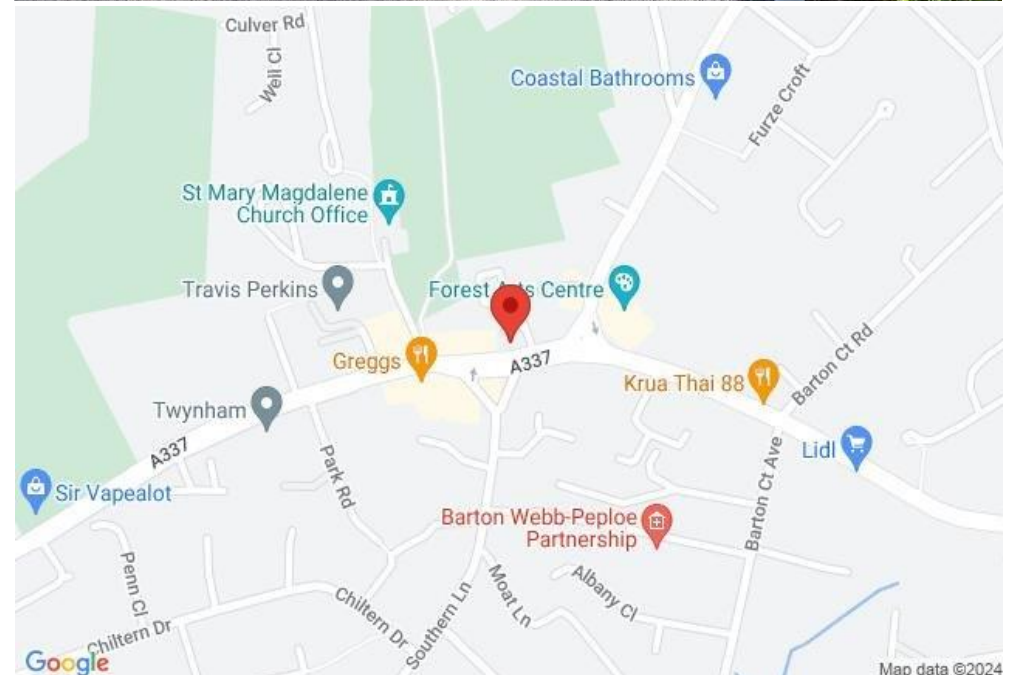 Culver Rd
Well Cl
Coastal Bathrooms
Furze Croft
St Mary Magdalene
Church Office
Travis Perkins
Forest Arts Centre
Greggs
A337
Krua Thai 88
Barton Ct Rd
Twynham
A337
Park Rd
Lidl
Sir Vapealot
Barton Ct Ave
Barton Webb-Peploe
Partnership
Penn Cl
Chiltern Dr
Chiltern Dr
Southern Ln
Moat Ln
Albany Cl
Google
Map data ©2024